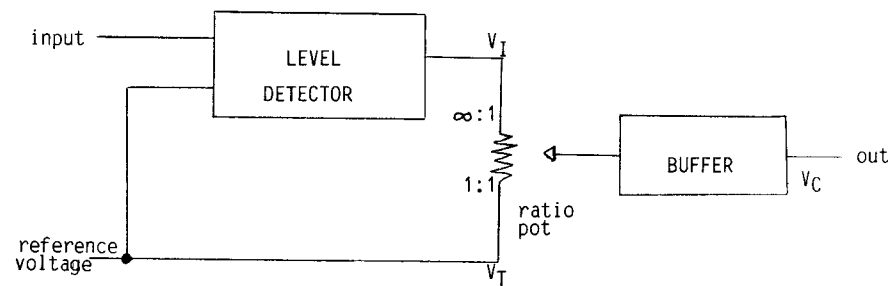 input
LEVEL
DETECTOR
V_I
∞:1
1:1
ratio
pot
BUFFER
out
V_C
reference
voltage
V_T